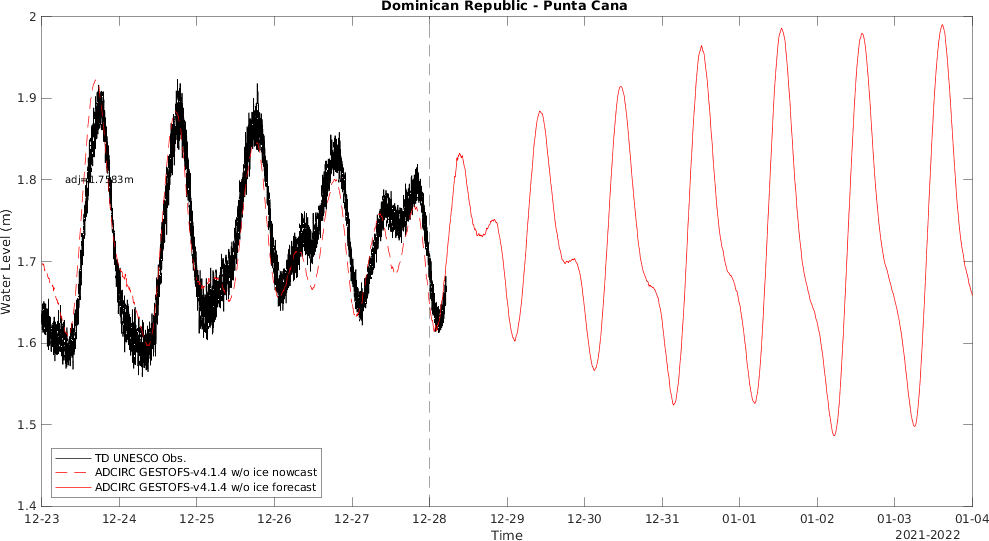 Dominican Republic - Punta Cana
2
1.9
1.8
1.7
1.6
1.5
1.4
Water Level (m)
adj=1.7583m
TD UNESCO Obs.
ADCIRC GESTOFS-v4.1.4 w/o ice nowcast
ADCIRC GESTOFS-v4.1.4 w/o ice forecast
12-23 12-24 12-25 12-26 12-27 12-28 12-29 12-30 12-31 01-01 01-02 01-03 01-04
Time
2021-2022